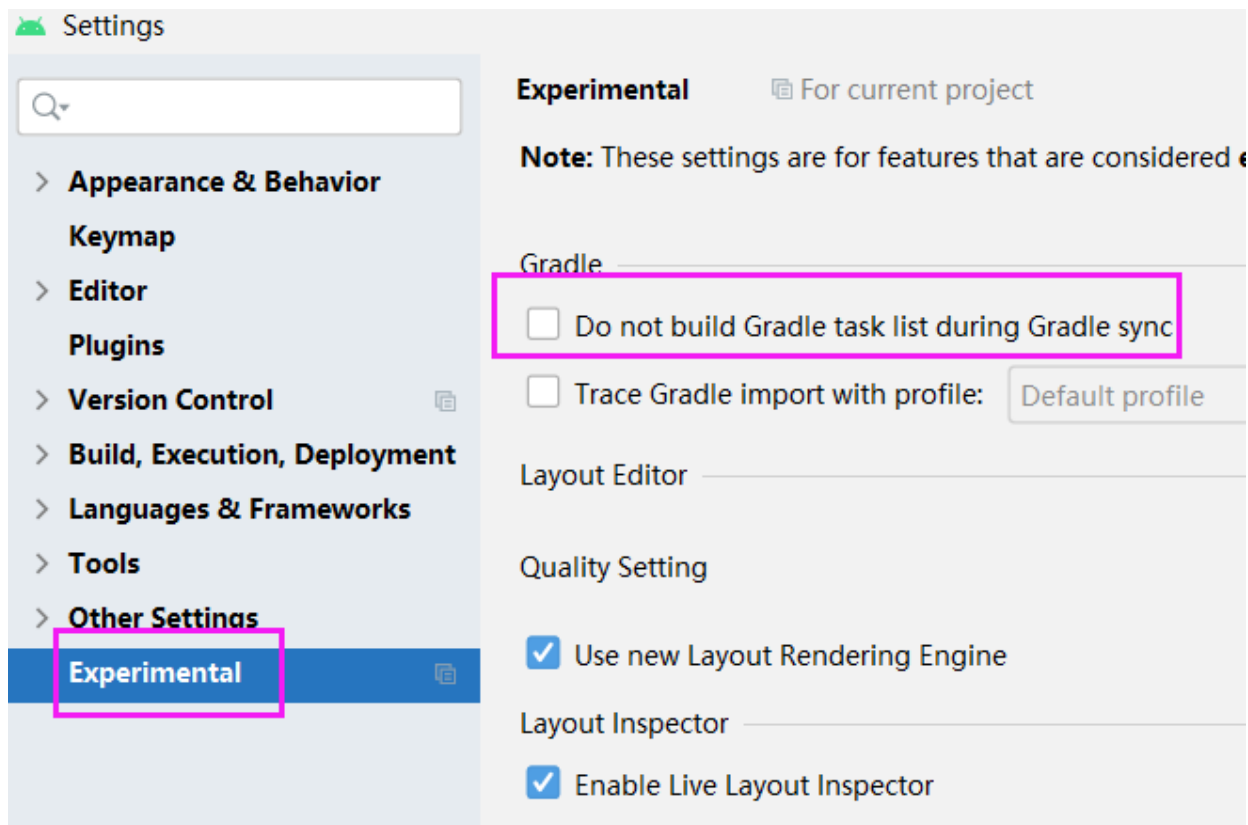 Settings
Appearance & Behavior
Keymap
Editor
Plugins
Version Control
Build, Execution, Deployment
Languages & Frameworks
Tools
Other Settings
Experimental
Experimental For current project
Note: These settings are for features that are considered
Gradle
Do not build Gradle task list during Gradle sync
Trace Gradle import with profile: Default profile
Layout Editor
Quality Setting
Use new Layout Rendering Engine
Layout Inspector
Enable Live Layout Inspector